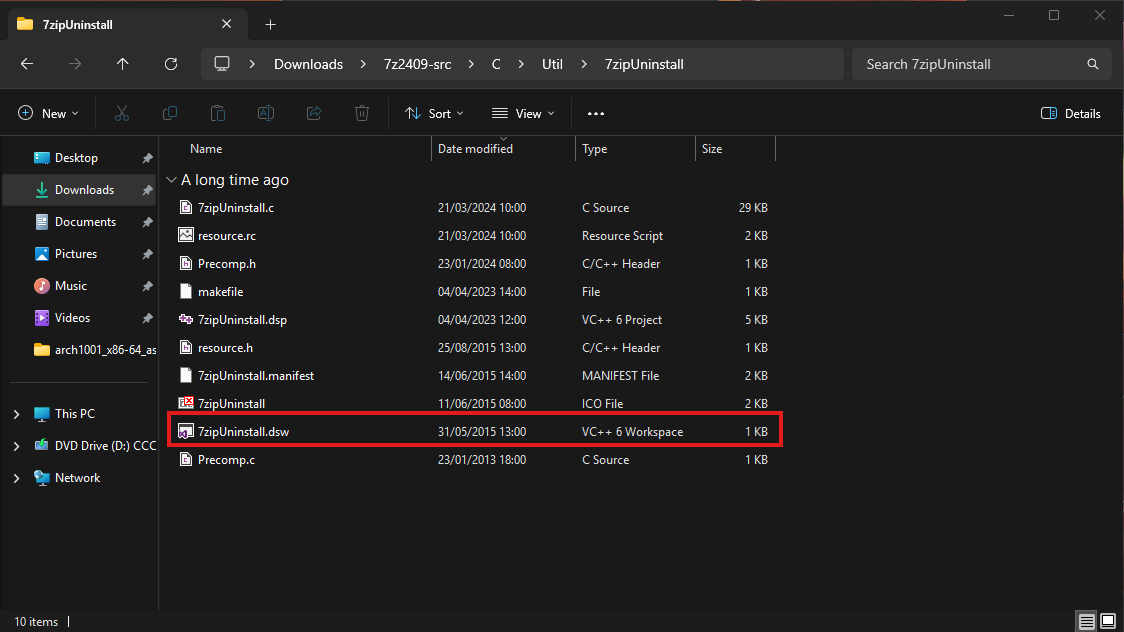 7zipUninstall
Downloads 7z2409-src C Util 7zipUninstall Search 7zipUninstall
New Sort View Details
Desktop
Downloads
Documents
Pictures
Music
Videos
arch1001_x86-64_as
This PC
DVD Drive (D:) CCC
Network
Name Date modified Type Size
A long time ago
7zipUninstall.c 21/03/2024 10:00 C Source 29 KB
resource.rc 21/03/2024 10:00 Resource Script 2 KB
Precomp.h 23/01/2024 08:00 C/C++ Header 1 KB
makefile 04/04/2023 14:00 File 1 KB
7zipUninstall.dsp 04/04/2023 12:00 VC++ 6 Project 5 KB
resource.h 25/08/2015 13:00 C/C++ Header 1 KB
7zipUninstall.manifest 14/06/2015 14:00 MANIFEST File 2 KB
7zipUninstall 11/06/2015 08:00 ICO File 2 KB
7zipUninstall.dsw 31/05/2015 13:00 VC++ 6 Workspace 1 KB
Precomp.c 23/01/2013 18:00 C Source 1 KB
10 items